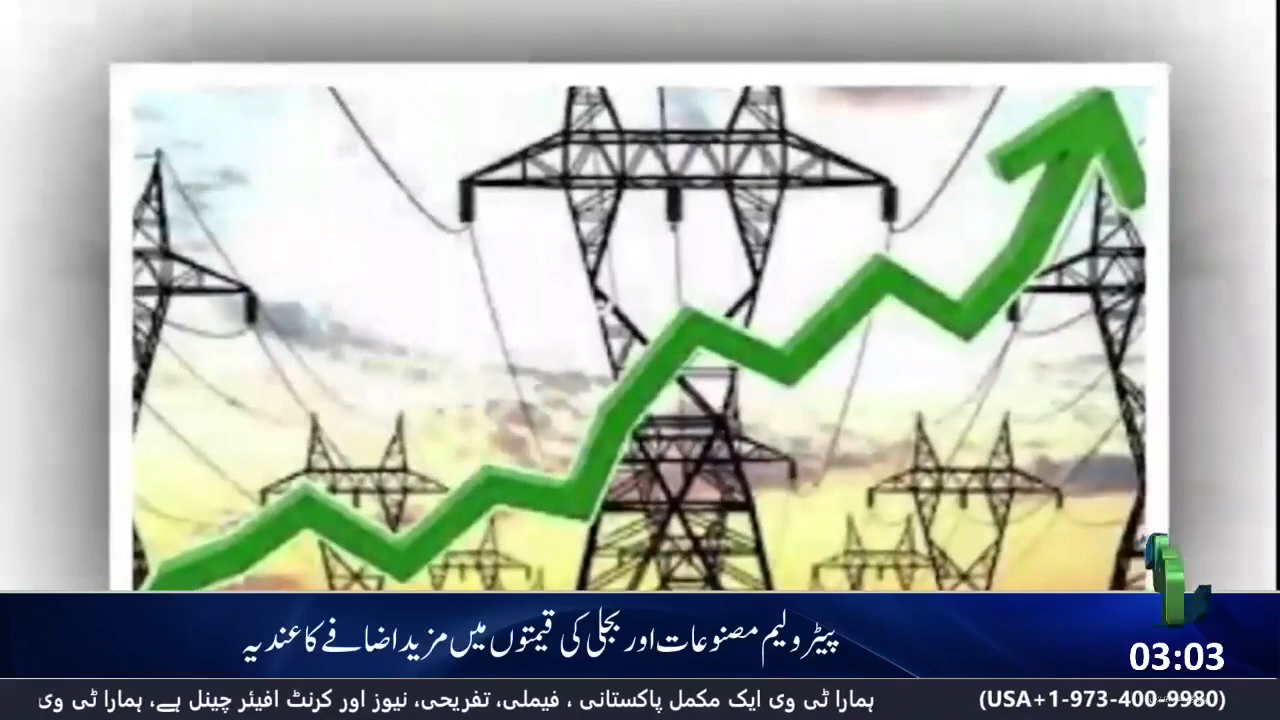 پیٹرولیم مصنوعات اور بجلی کی قیمتوں میں مزید اضافے کا عندیہ
03:03
(USA+1-973-400-9980) ہمارا ٹی وی ایک مکمل پاکستانی ، فیملی، تفریحی، نیوز اور کرنٹ افیئر چینل ہے، ہمارا ٹی وی